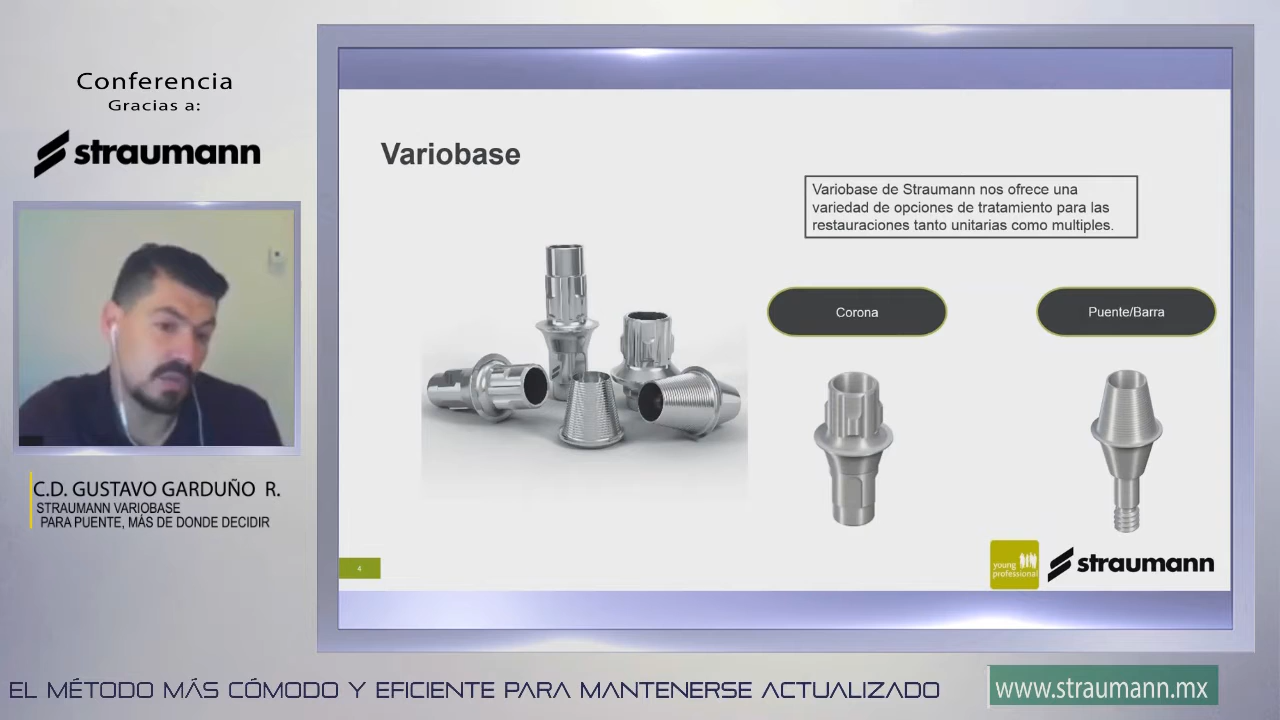 Conferencia
Gracias a:
straumann
C.D. GUSTAVO GARDUÑO R.
STRAUMANN VARIOBASE
PARA PUENTE, MÁS DE DONDE DECIDIR
Variobase
Variobase de Straumann nos ofrece una
variedad de opciones de tratamiento para las
restauraciones tanto unitarias como multiples.
Corona
Puente/Barra
4
young
professional
straumann
EL MÉTODO MÁS CÓMODO Y EFICIENTE PARA MANTENERSE ACTUALIZADO
www.straumann.mx